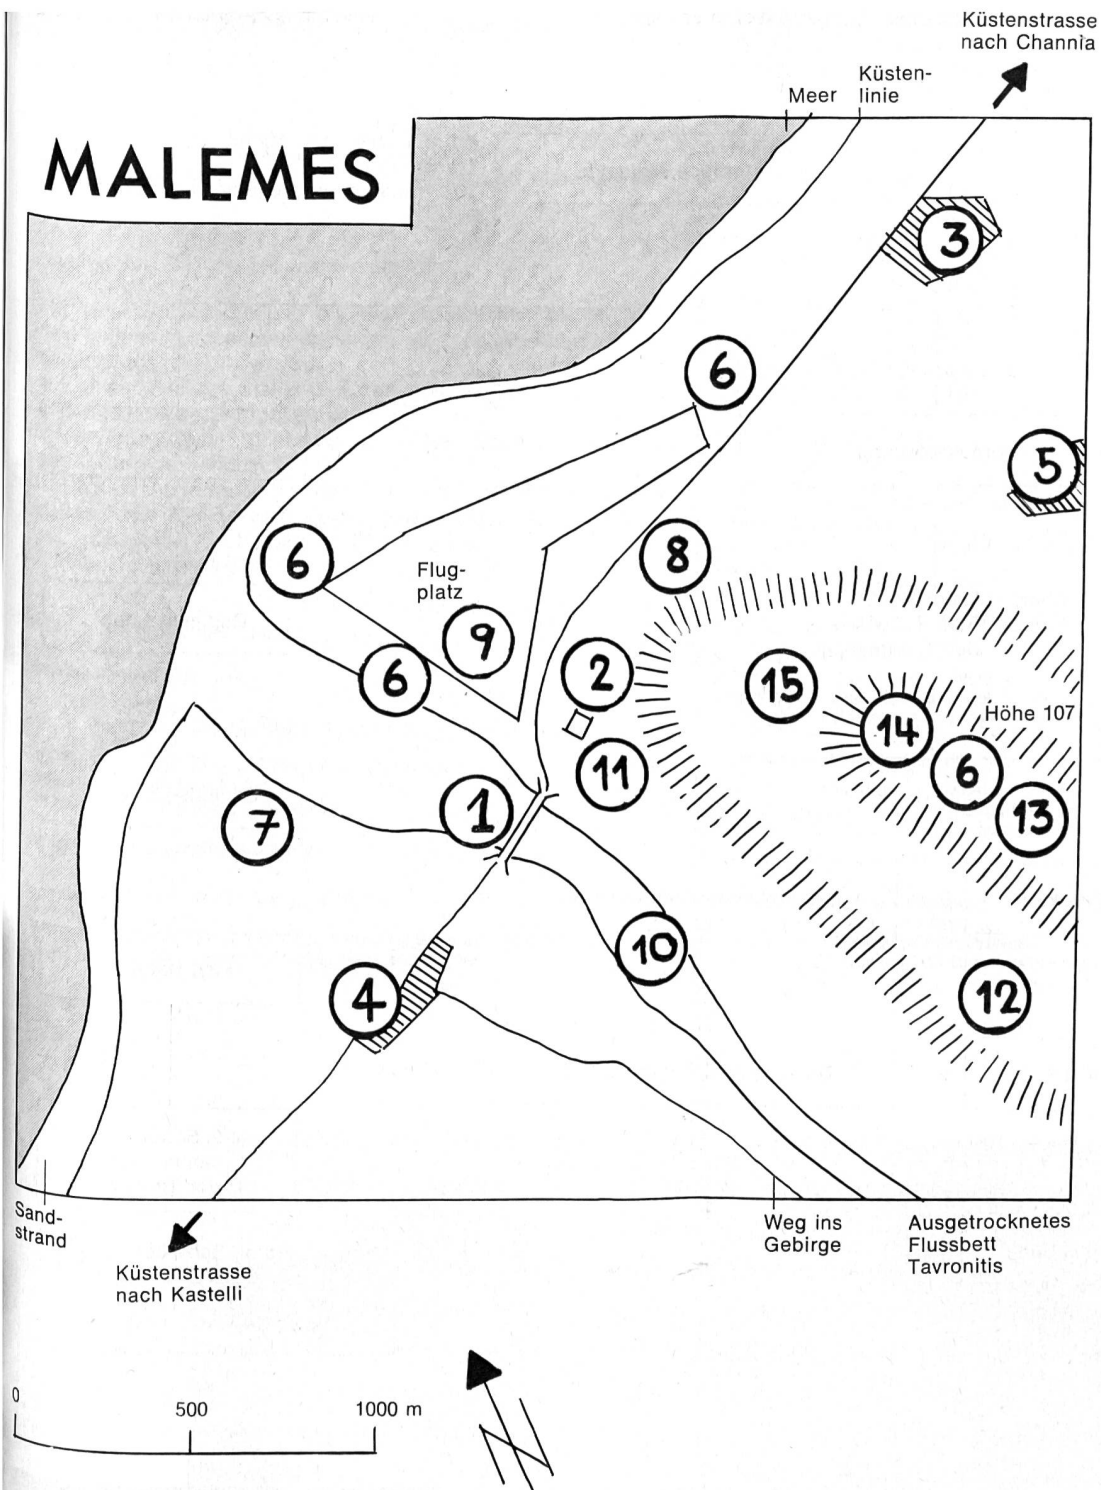 Küstenstrasse
nach Channia
Küsten-
linie
Meer
MALEMES
3
6
5
6
8
Flug-
platz
9
2
6
15
14
Höhe 107
6
11
13
1
7
10
4
12
Sand-
strand
Küstenstrasse
nach Kastelli
Weg ins
Gebirge
Ausgetrocknetes
Flussbett
Tavronitis
0
500
1000 m
N